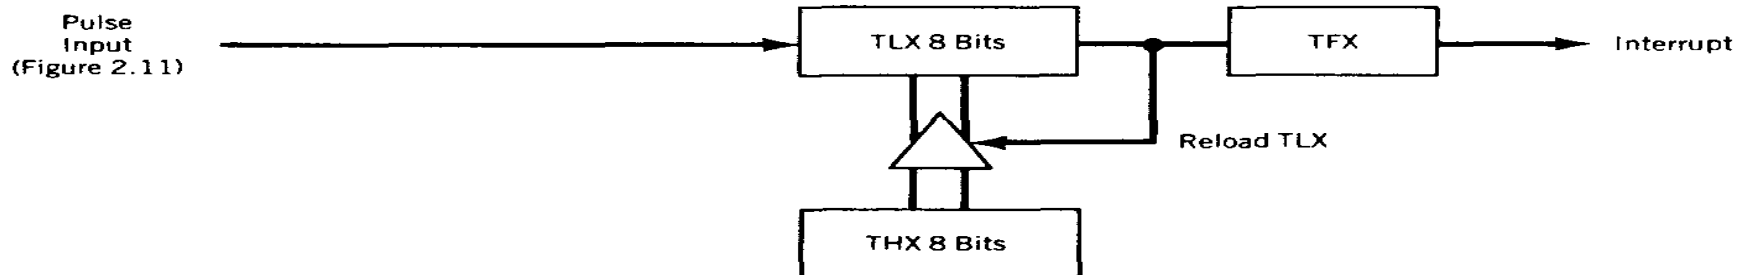 Pulse
Input
(Figure 2.11)
TLX 8 Bits
TFX
Interrupt
Reload TLX
THX 8 Bits